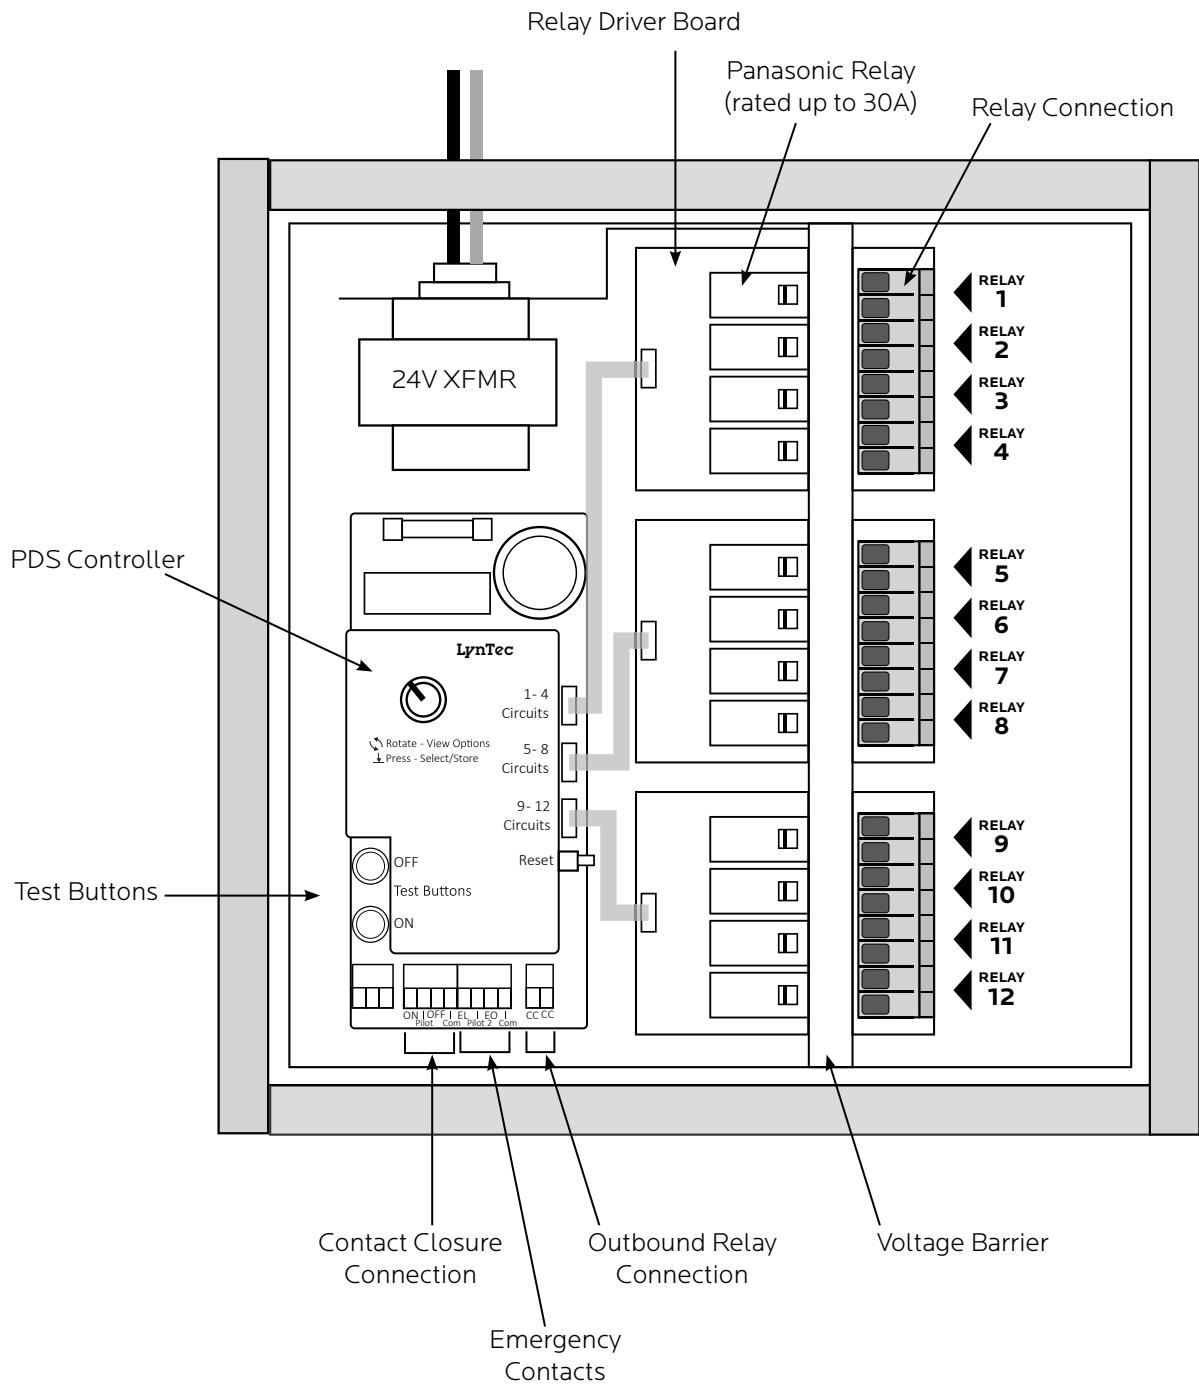 Relay Driver Board
Panasonic Relay
(rated up to 30A)
Relay Connection
RELAY
1
RELAY
2
RELAY
3
RELAY
4
24V XFMR
PDS Controller
LynTec
1- 4
Circuits
Rotate - View Options
Press - Select/Store
5- 8
Circuits
9- 12
Circuits
Reset
OFF
Test Buttons
ON
Test Buttons
RELAY
5
RELAY
6
RELAY
7
RELAY
8
RELAY
9
RELAY
10
RELAY
11
RELAY
12
ON OFF EL EO CC CC
Pilot Com Pilot 2 Com
Contact Closure
Connection
Outbound Relay
Connection
Voltage Barrier
Emergency
Contacts